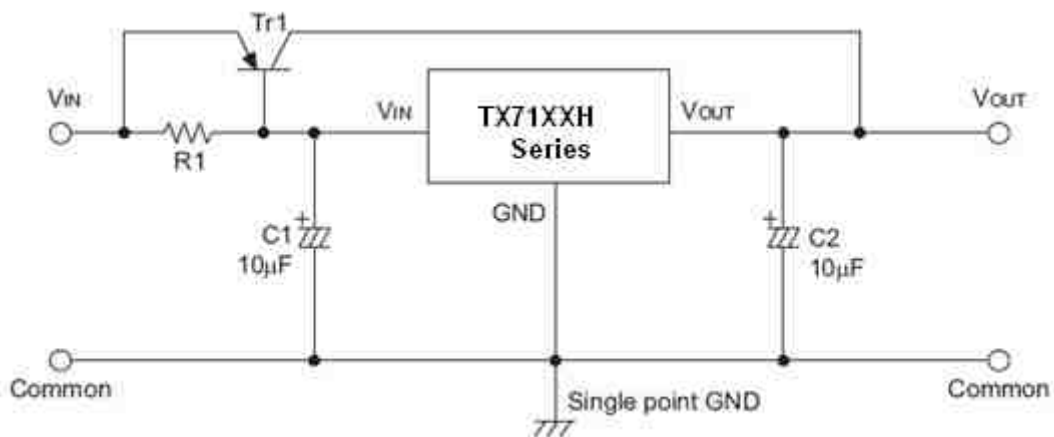 Tr1
VIN
R1
VIN
TX71XXH
Series
VOUT
VOUT
GND
+
C1
10μF
+
C2
10μF
Common
Single point GND
Common